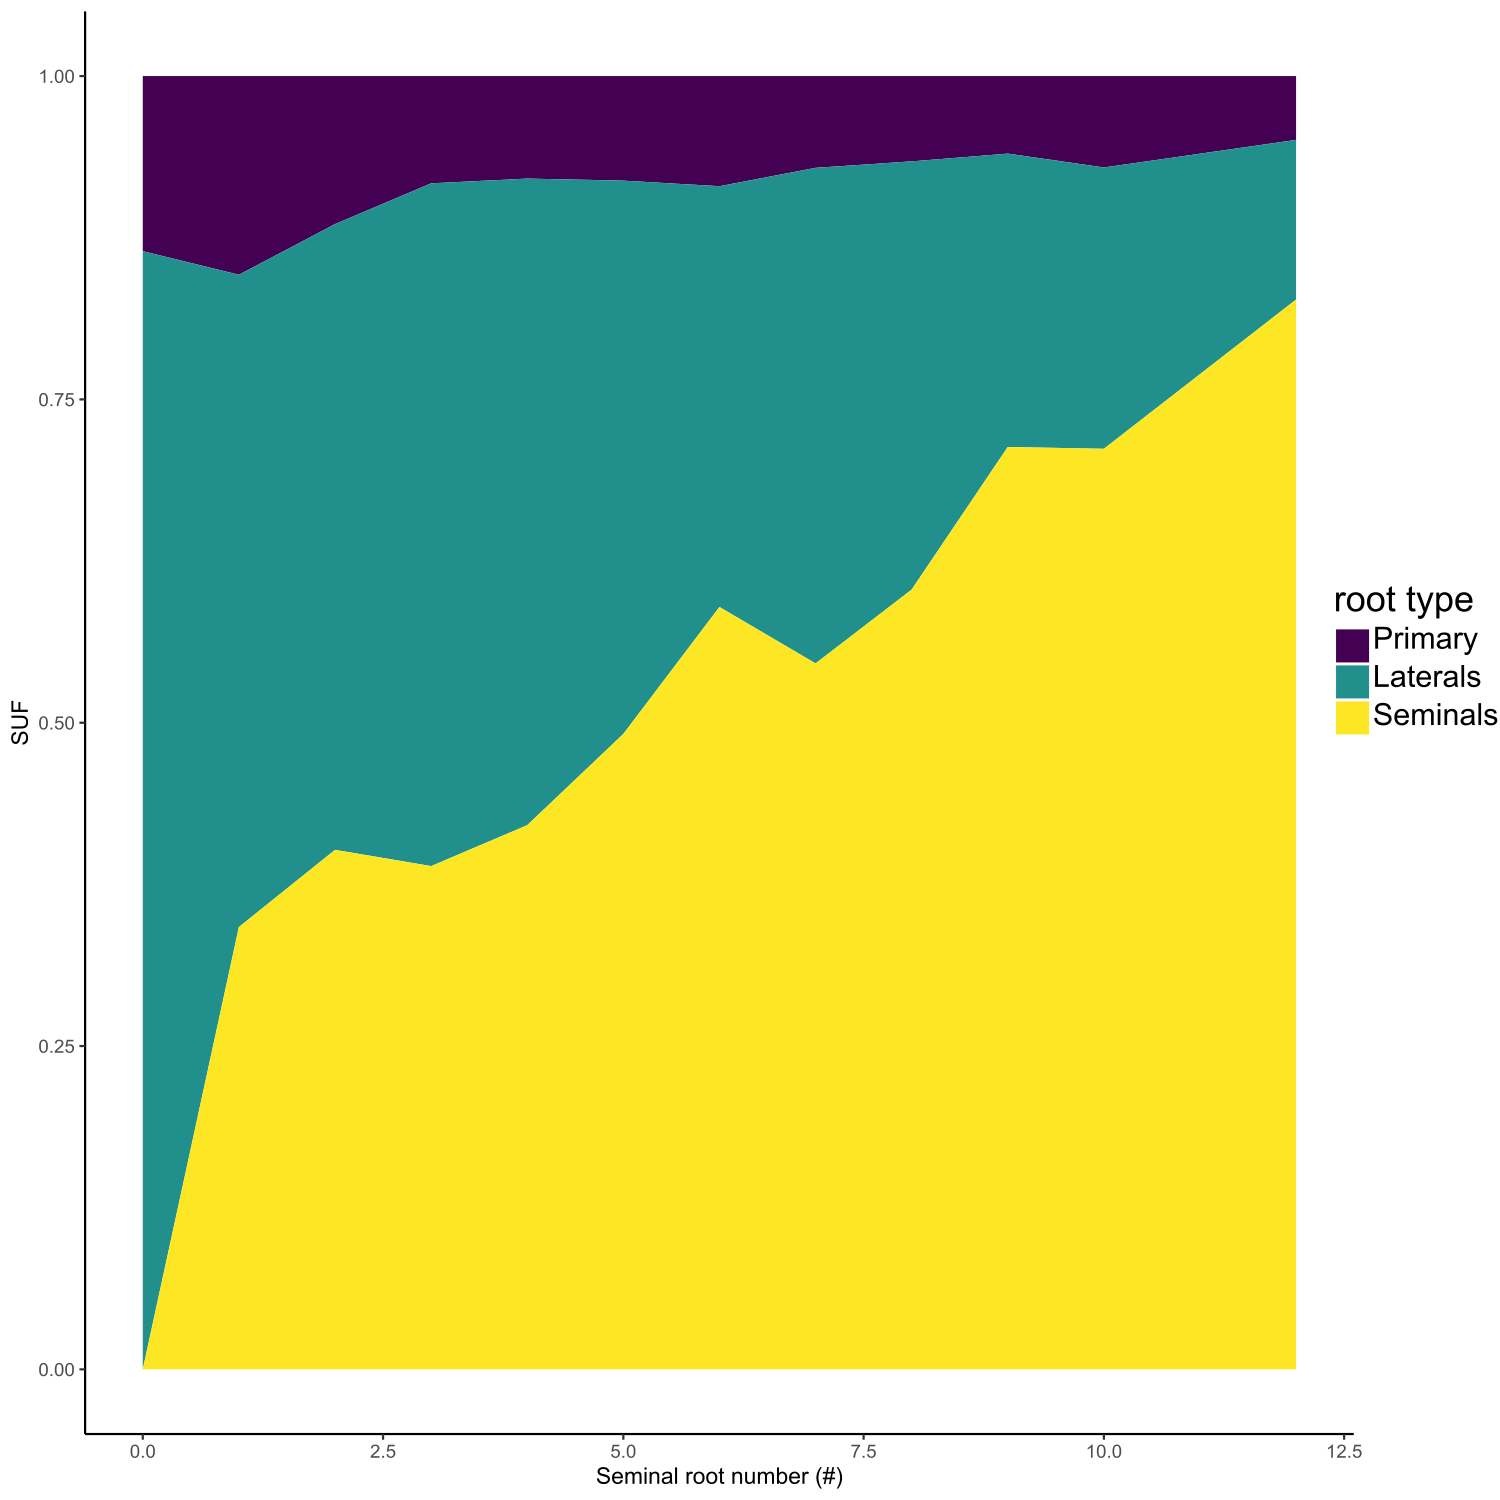 SUF
1.00
0.75
0.50
0.25
0.00
0.0 2.5 5.0 7.5 10.0 12.5
Seminal root number (#)
root type
Primary
Laterals
Seminals